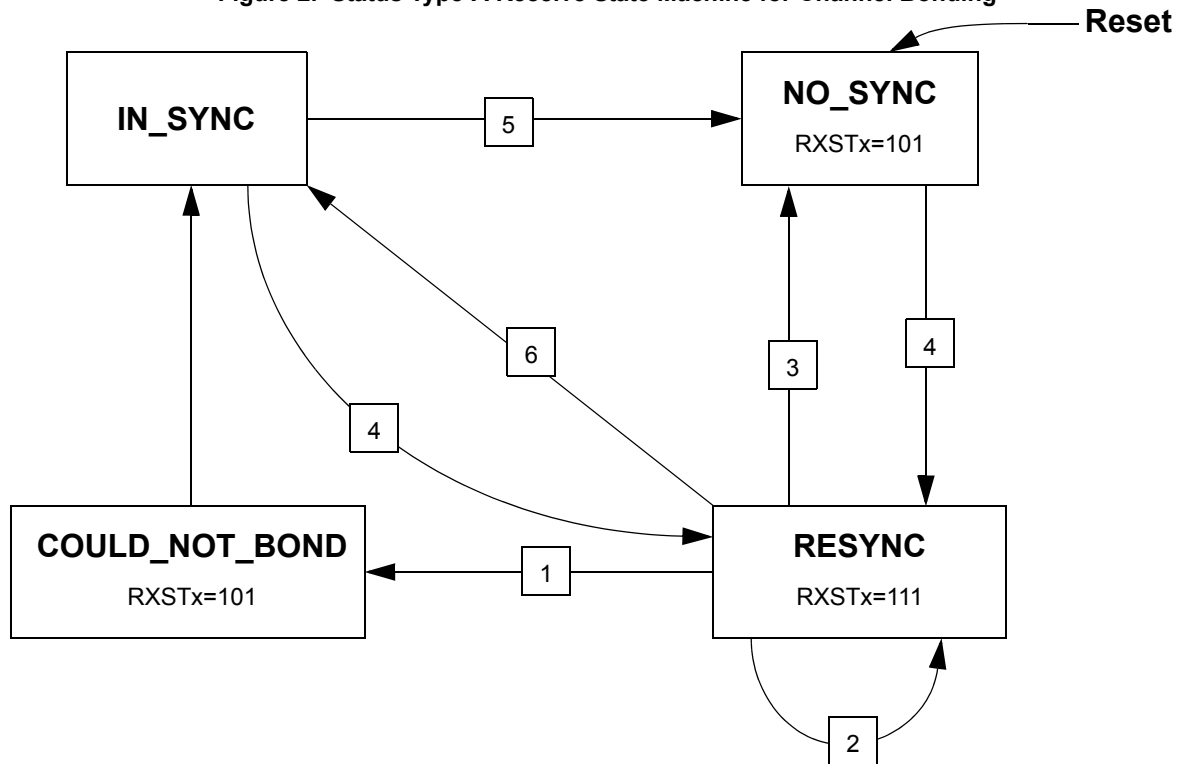 Figure 2. Status Type A Receive State Machine for Channel Bonding
Reset
IN_SYNC
NO_SYNC
RXSTx=101
5
6
3
4
4
COULD_NOT_BOND
RXSTx=101
1
RESYNC
RXSTx=111
2